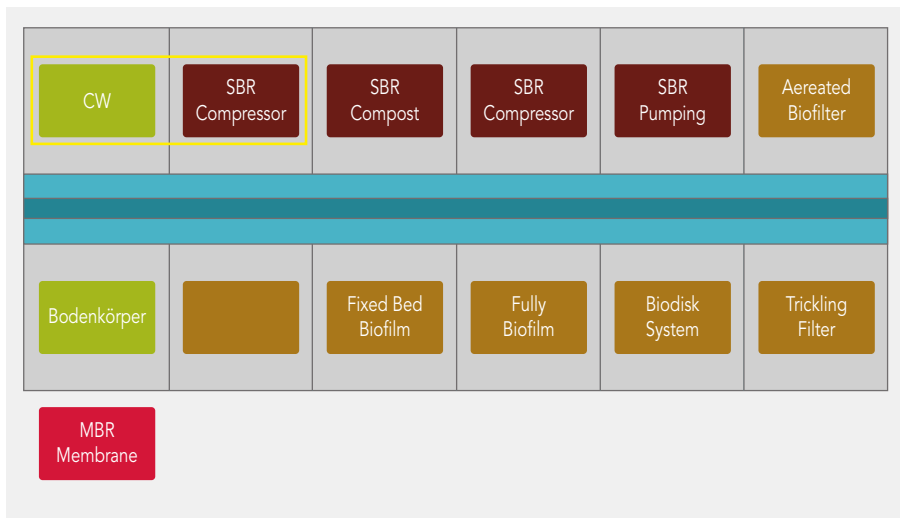 CW
SBR
Compressor
SBR
Compost
SBR
Compressor
SBR
Pumping
Aereated
Biofilter
Bodenkörper
Fixed Bed
Biofilm
Fully
Biofilm
Biodisk
System
Trickling
Filter
MBR
Membrane